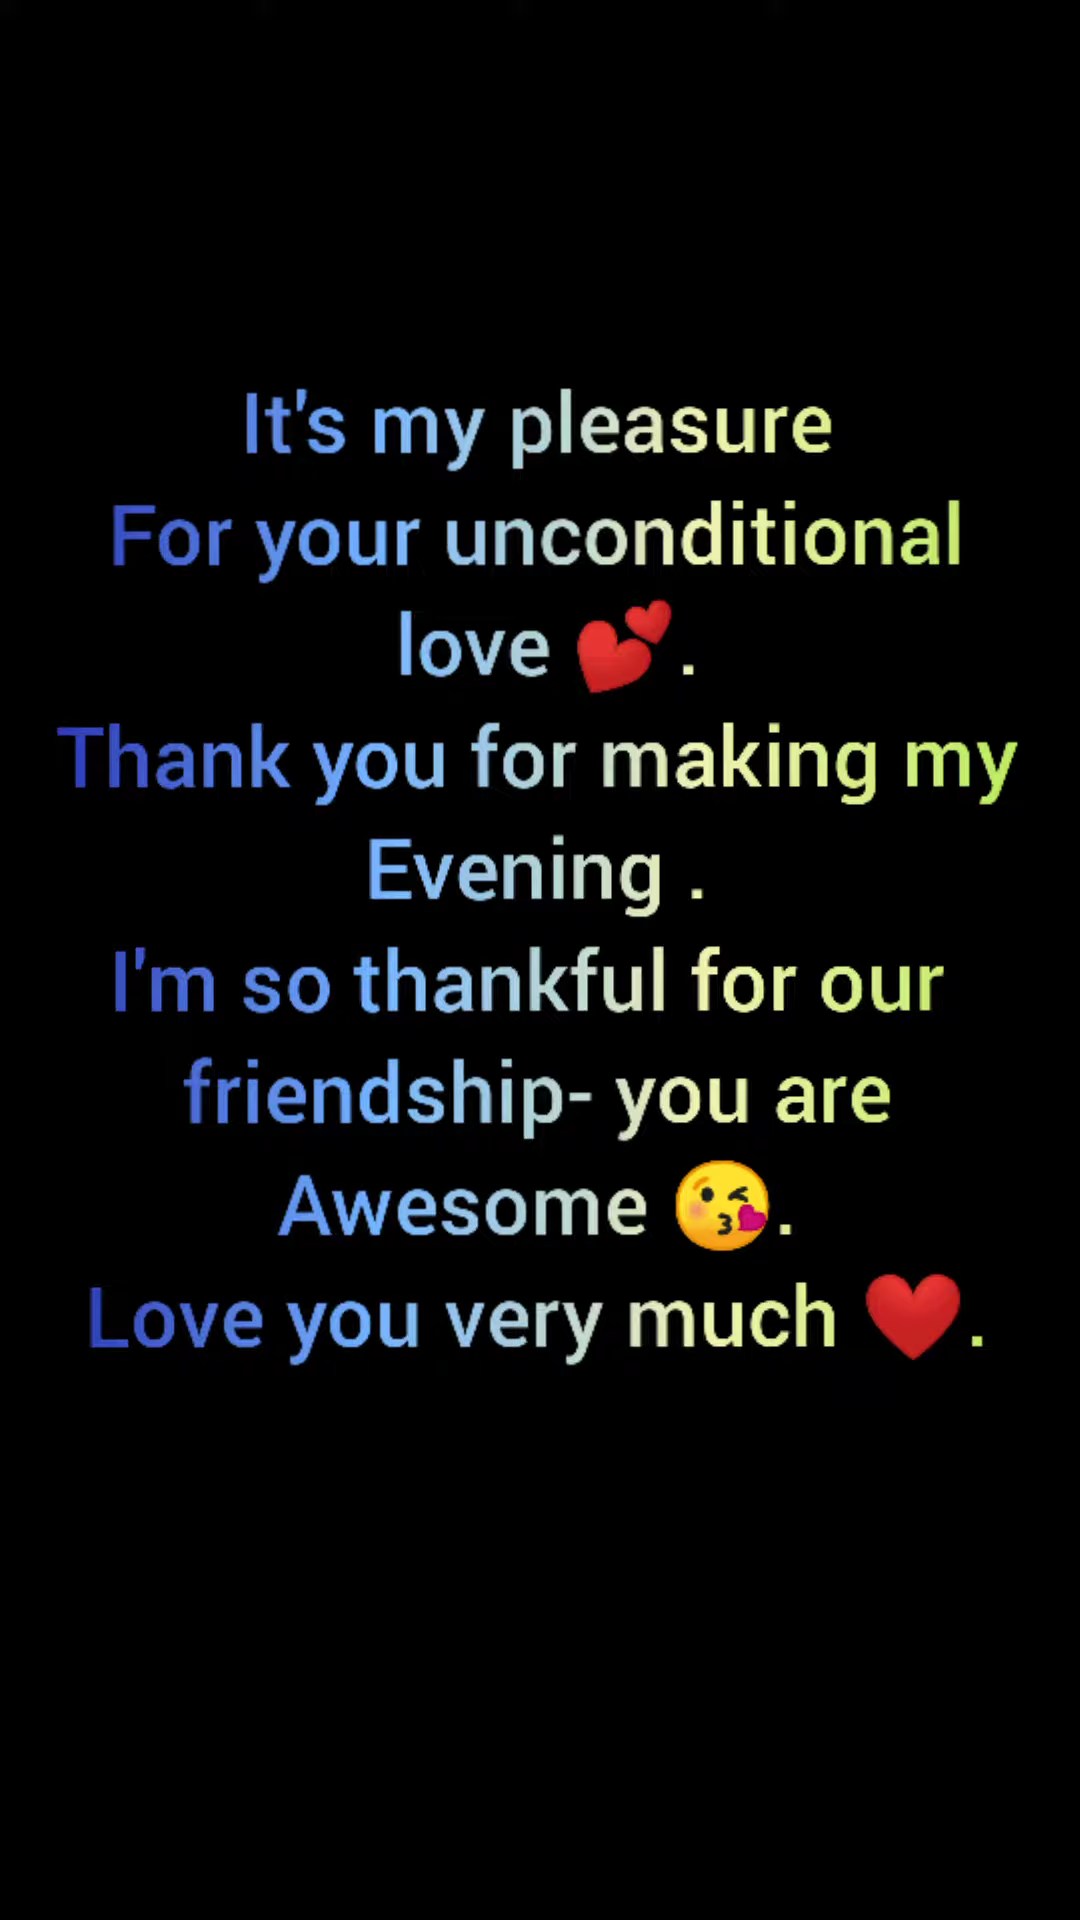 It's my pleasure
For your unconditional
love 💕.
Thank you for making my
Evening .
I'm so thankful for our
friendship- you are
Awesome 😘.
Love you very much ❤️.